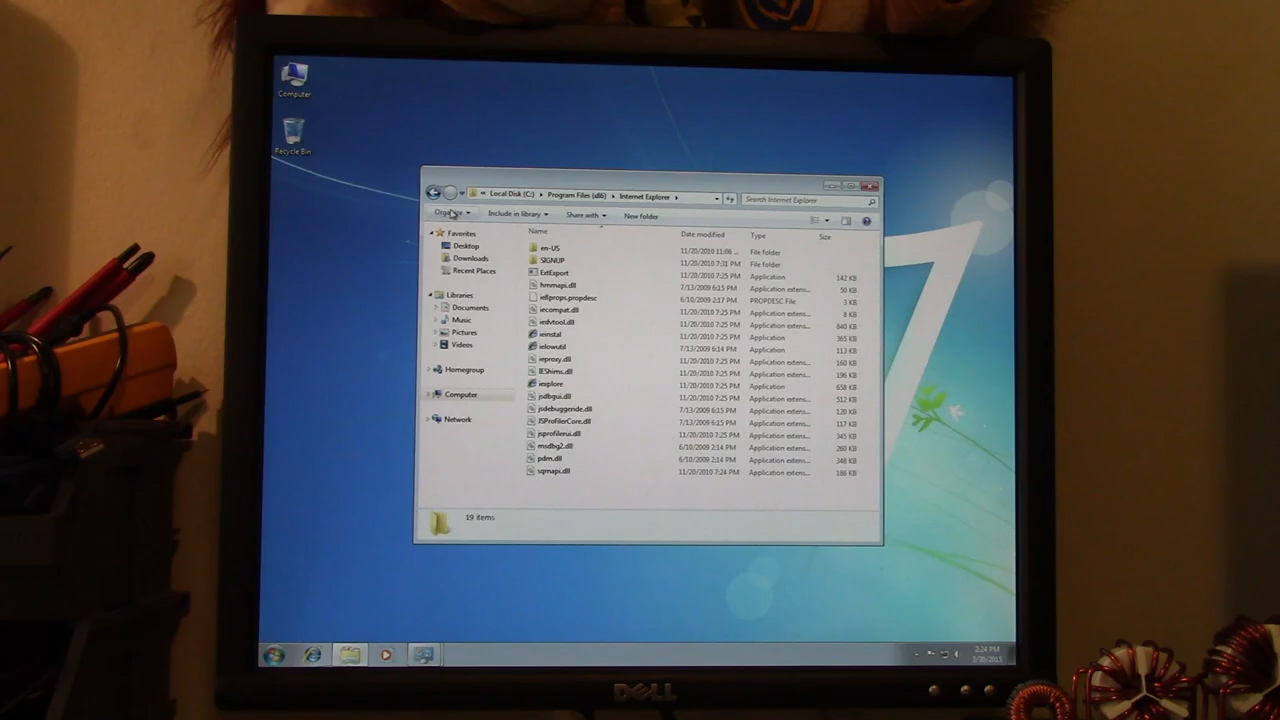 Computer
Recycle Bin
Local Disk (C:) Program Files (x86) Internet Explorer
Search Internet Explorer
Organize Include in library Share with New folder
Favorites
Desktop
Downloads
Recent Places
Libraries
Documents
Music
Pictures
Videos
Homegroup
Computer
Network
Name Date modified Type Size
en-US 11/20/2010 11:06 ... File folder
SIGNUP 11/20/2010 7:31 PM File folder
ExtExport 11/20/2010 7:25 PM Application 142 KB
hmmapi.dll 7/13/2009 6:15 PM Application extens... 50 KB
ie8props.propdesc 6/10/2009 2:17 PM PROPDESC File 3 KB
iecompat.dll 11/20/2010 7:25 PM Application extens... 8 KB
iedvtool.dll 11/20/2010 7:25 PM Application extens... 840 KB
ieinstal 11/20/2010 7:25 PM Application 365 KB
ielowutil 7/13/2009 6:14 PM Application 113 KB
ieproxy.dll 11/20/2010 7:25 PM Application extens... 160 KB
IEShims.dll 11/20/2010 7:25 PM Application extens... 196 KB
iexplore 11/20/2010 7:25 PM Application 658 KB
jsdbgui.dll 11/20/2010 7:25 PM Application extens... 512 KB
jsdebuggeride.dll 7/13/2009 6:15 PM Application extens... 120 KB
JSProfilerCore.dll 7/13/2009 6:15 PM Application extens... 117 KB
jsprofilerui.dll 11/20/2010 7:25 PM Application extens... 345 KB
msdbg2.dll 6/10/2009 2:14 PM Application extens... 260 KB
pdm.dll 6/10/2009 2:14 PM Application extens... 348 KB
sqmapi.dll 11/20/2010 7:24 PM Application extens... 186 KB
19 items
2:24 PM
3/30/2015
DELL